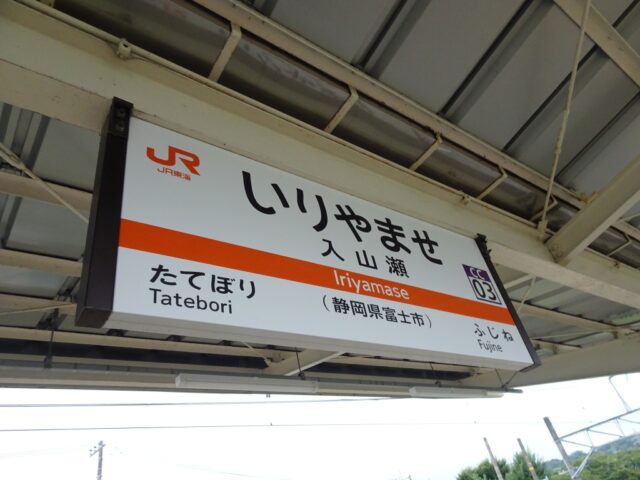 JR
JR東海
いりやませ
入山瀬
Iriyamase
CC
03
たてぼり
Tatebori
(静岡県富士市)
ふじね
Fujine